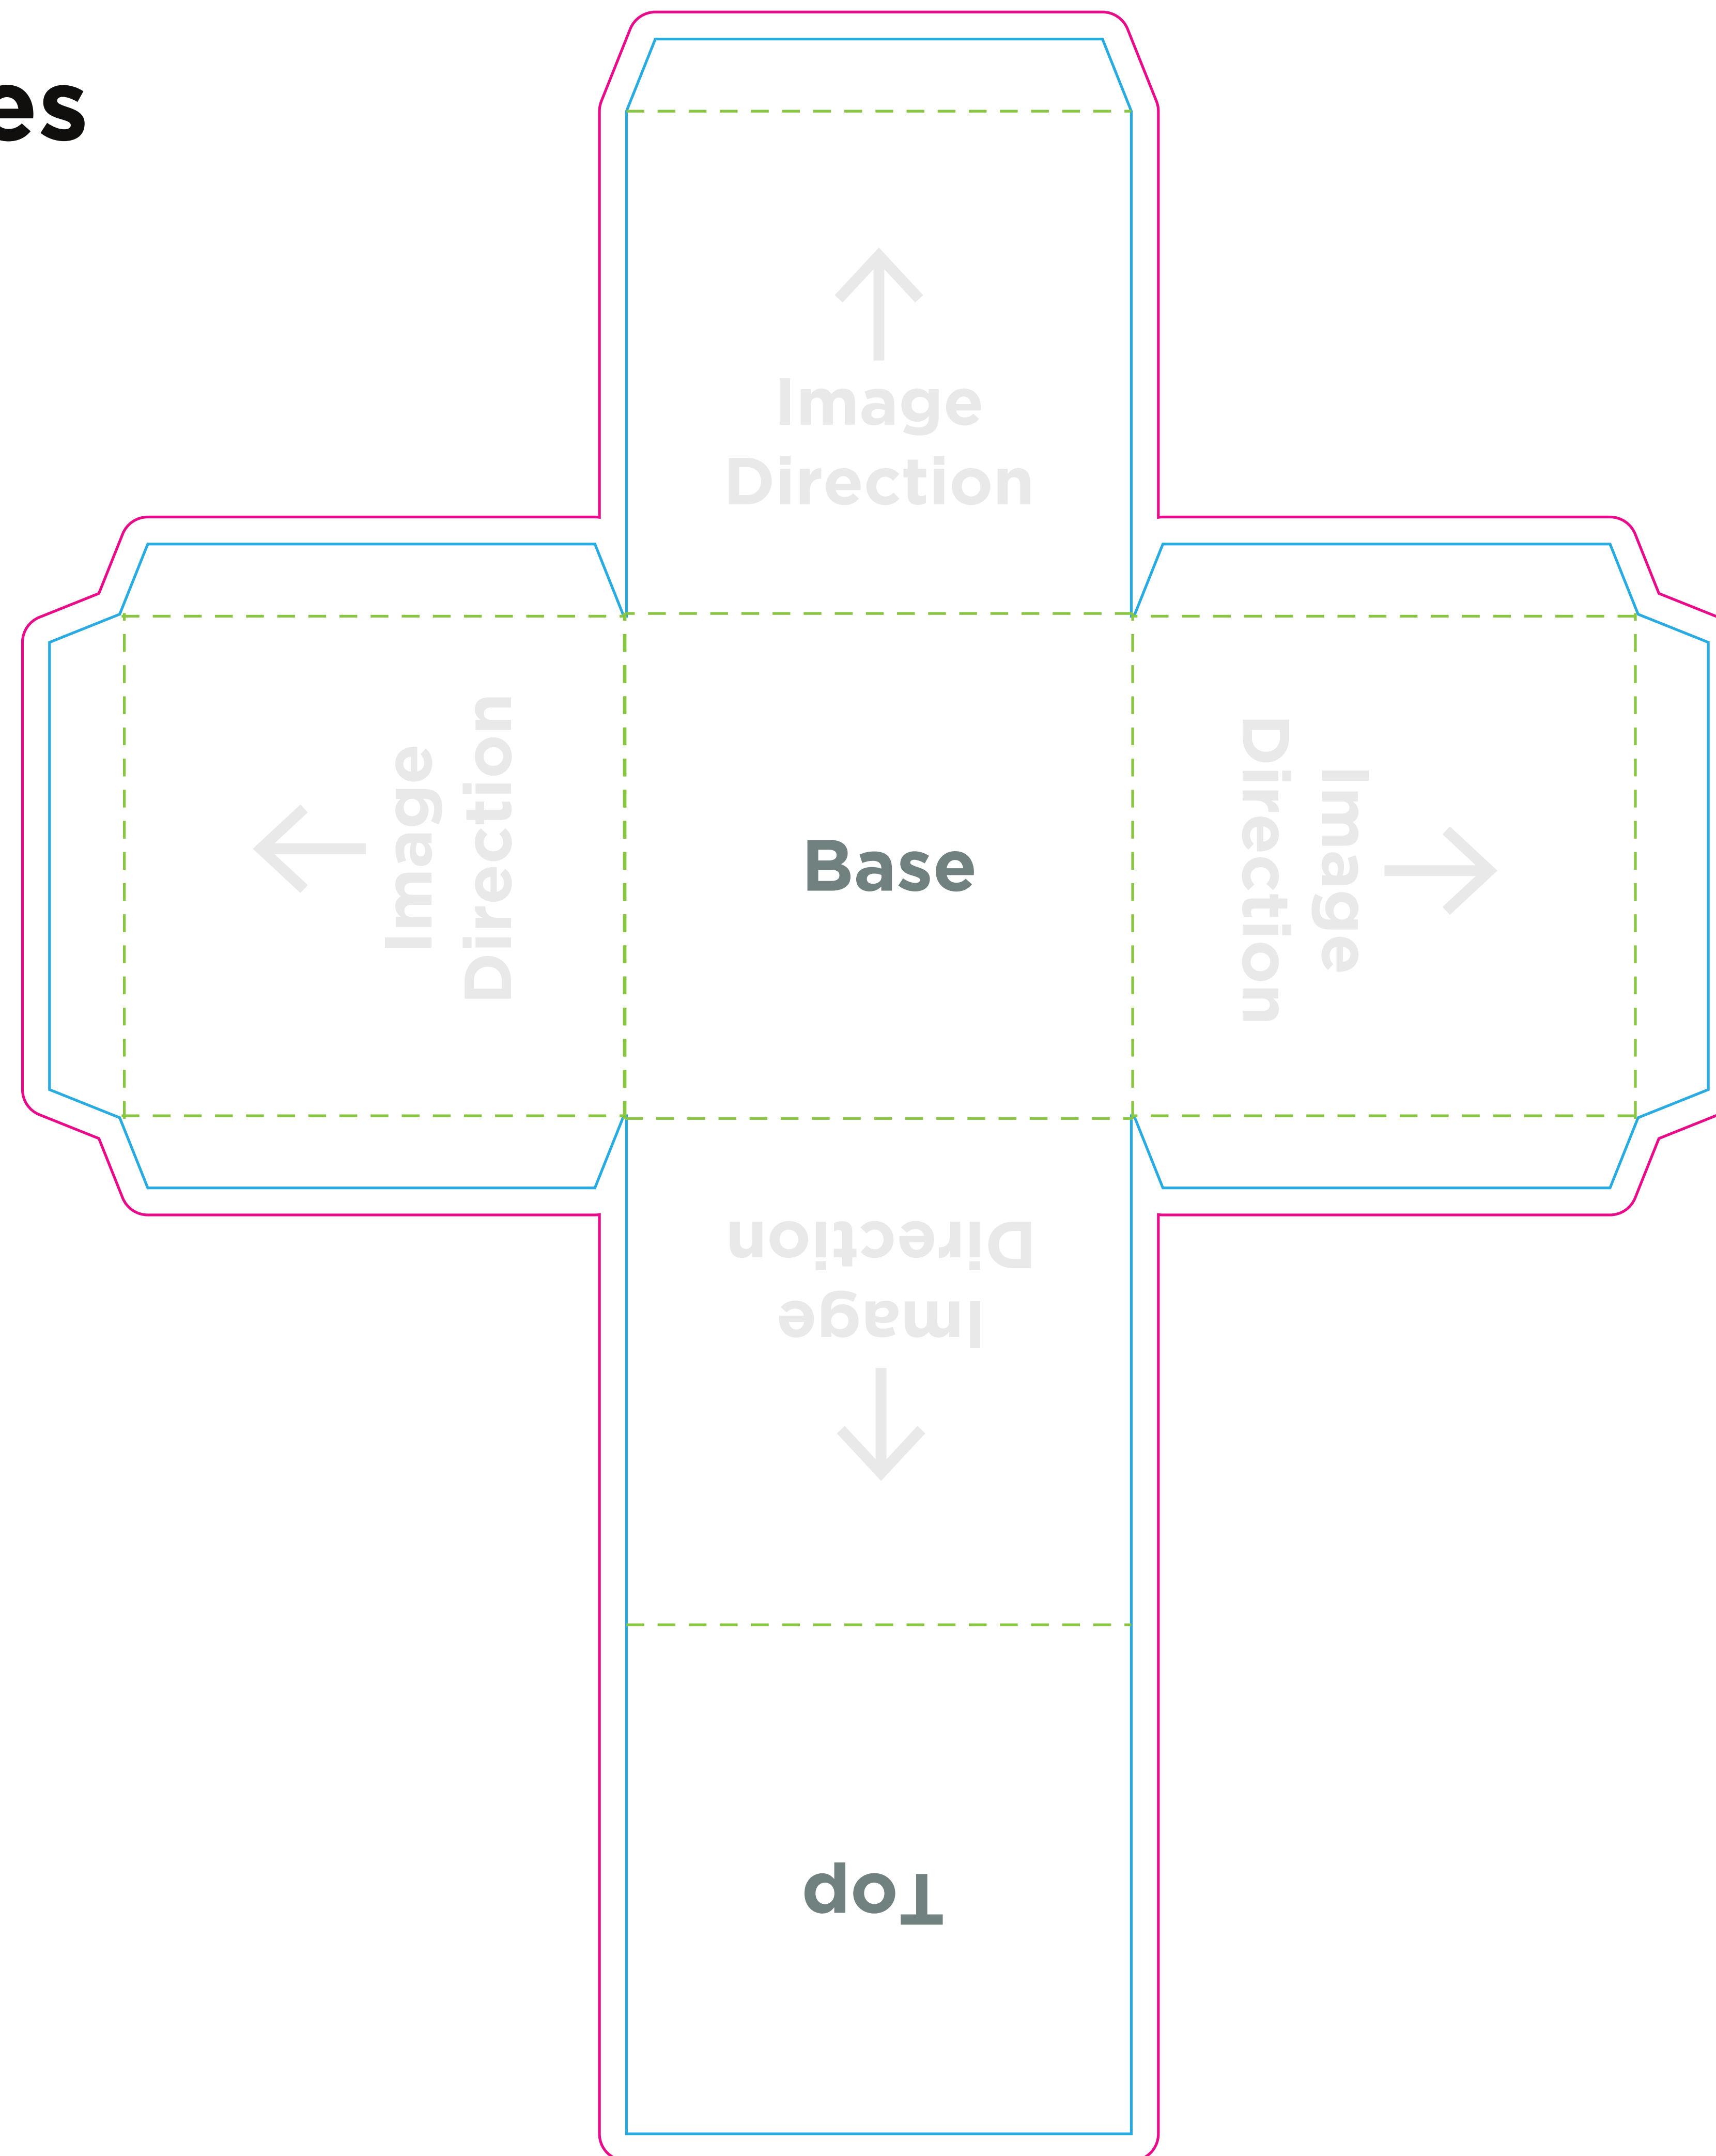 es
Image
Direction
Image
Direction
Base
Image
Direction
Image
Direction
Top